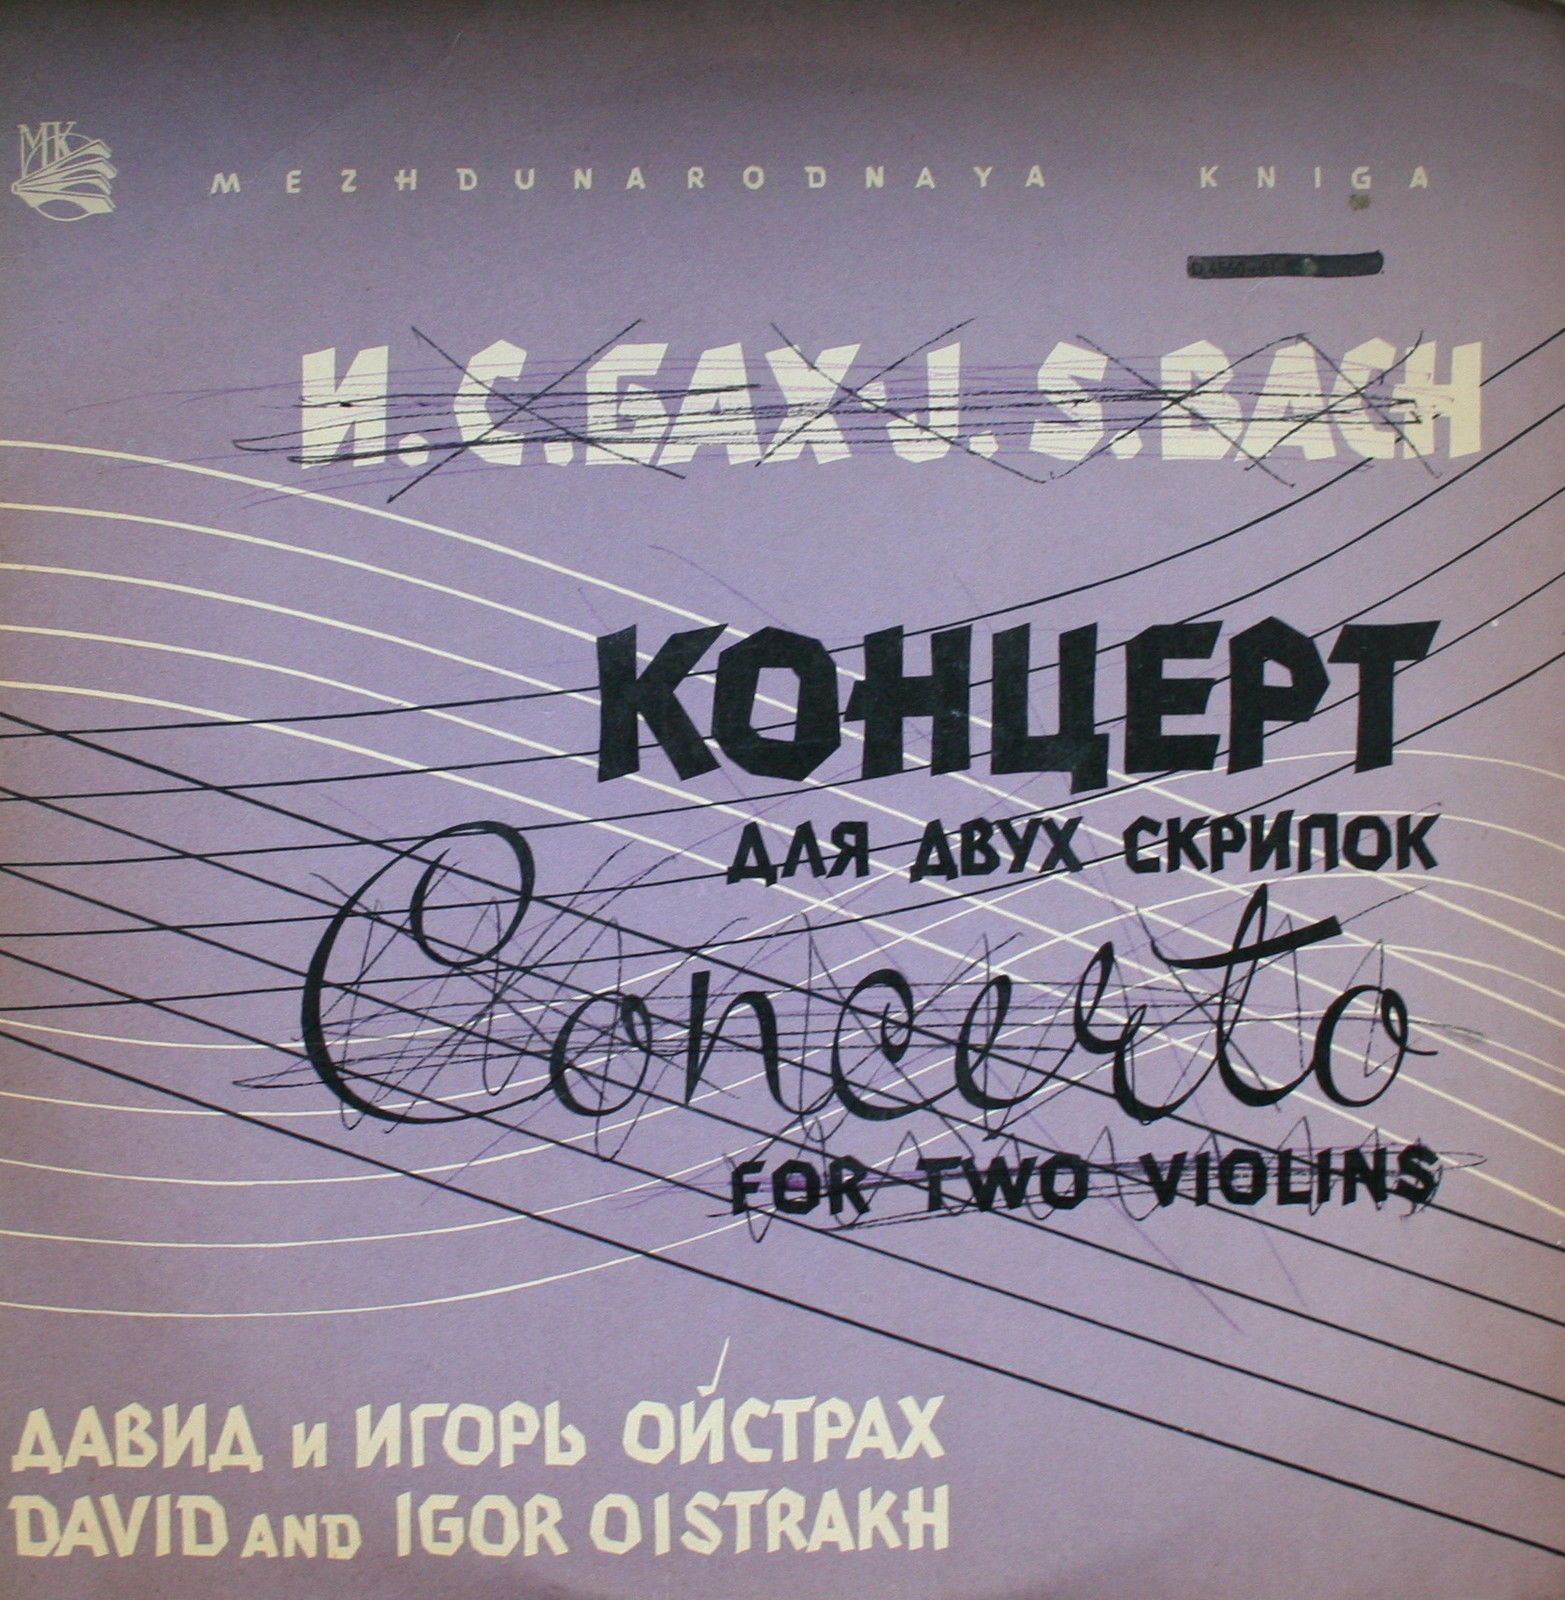 MK
MEZHDUNARODNAYA KNIGA
И. С. БАХ · J. S. BACH
КОНЦЕРТ
ДЛЯ ДВУХ СКРИПОК
Concerto
FOR TWO VIOLINS
ДАВИД и ИГОРЬ ОЙСТРАХ
DAVID AND IGOR OISTRAKH